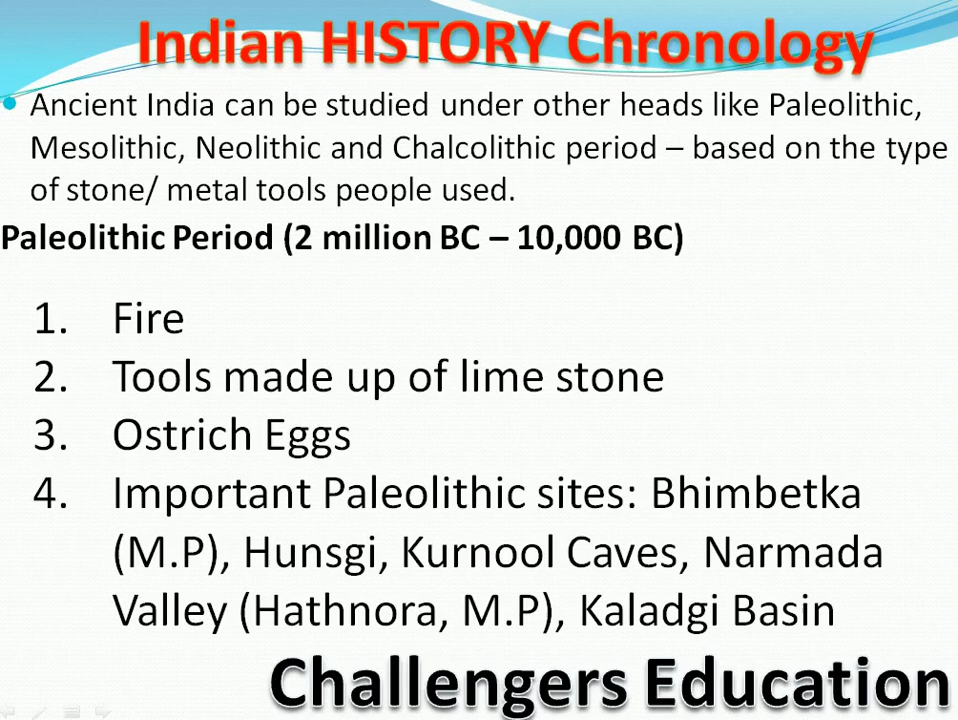 Indian HISTORY Chronology
• Ancient India can be studied under other heads like Paleolithic,
Mesolithic, Neolithic and Chalcolithic period – based on the type
of stone/ metal tools people used.
Paleolithic Period (2 million BC – 10,000 BC)
1. Fire
2. Tools made up of lime stone
3. Ostrich Eggs
4. Important Paleolithic sites: Bhimbetka
(M.P), Hunsgi, Kurnool Caves, Narmada
Valley (Hathnora, M.P), Kaladgi Basin
Challengers Education